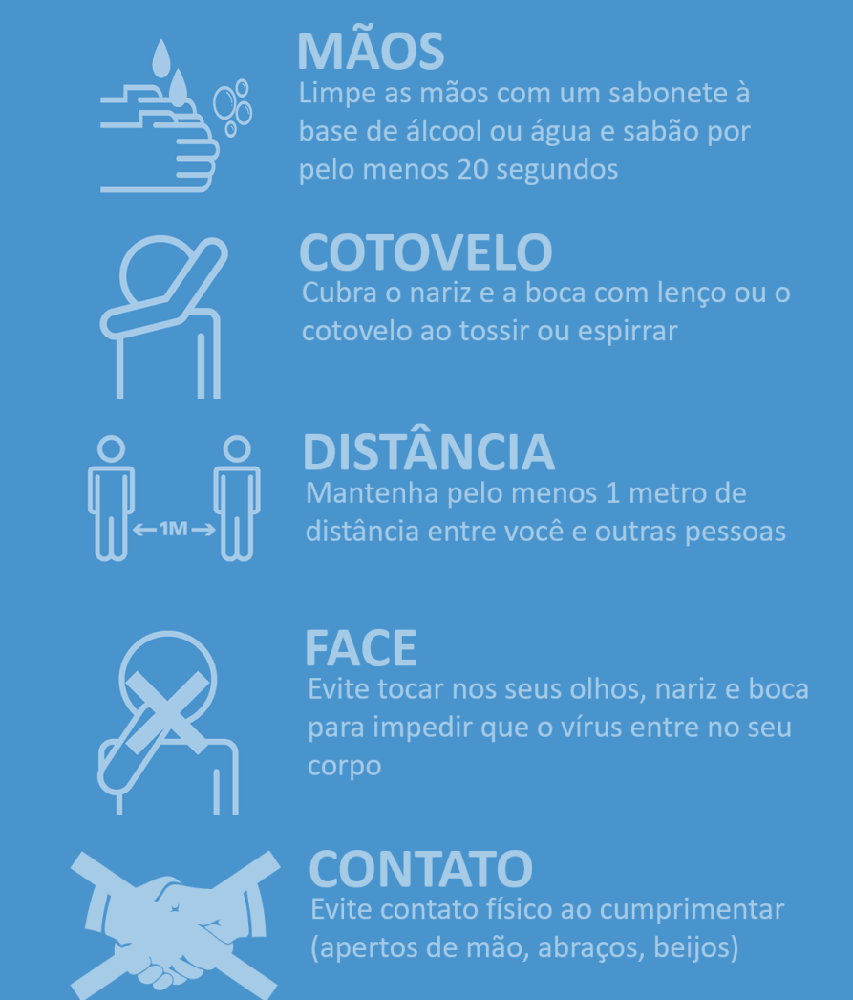 MÃOS
Limpe as mãos com um sabonete à
base de álcool ou água e sabão por
pelo menos 20 segundos
COTOVELO
Cubra o nariz e a boca com lenço ou o
cotovelo ao tossir ou espirrar
DISTÂNCIA
Mantenha pelo menos 1 metro de
distância entre você e outras pessoas
1M
FACE
Evite tocar nos seus olhos, nariz e boca
para impedir que o vírus entre no seu
corpo
CONTATO
Evite contato físico ao cumprimentar
(apertos de mão, abraços, beijos)